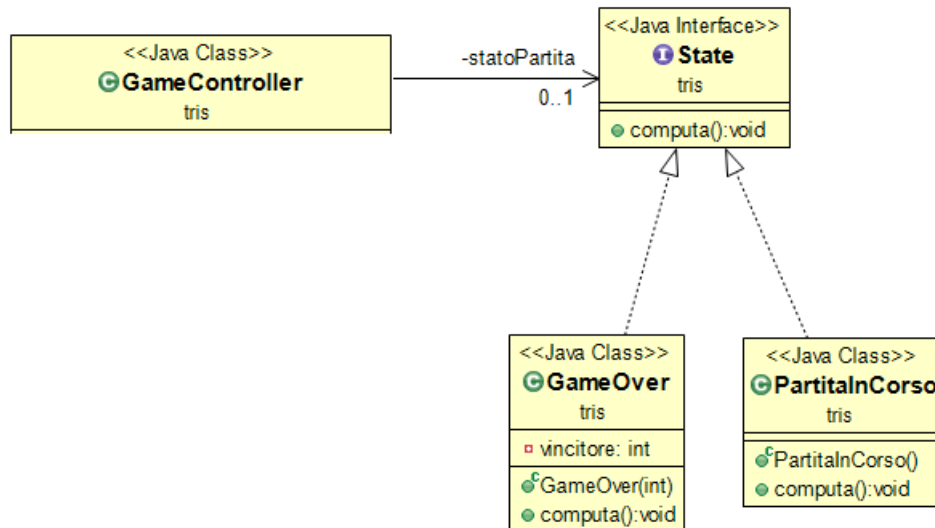 <<Java Class>>
GameController
tris
-statoPartita
0..1
<<Java Interface>>
I State
tris
computa():void
<<Java Class>>
C GameOver
tris
vincitore: int
GameOver(int)
computa():void
<<Java Class>>
C PartitaInCorso
tris
PartitaInCorso()
computa():void